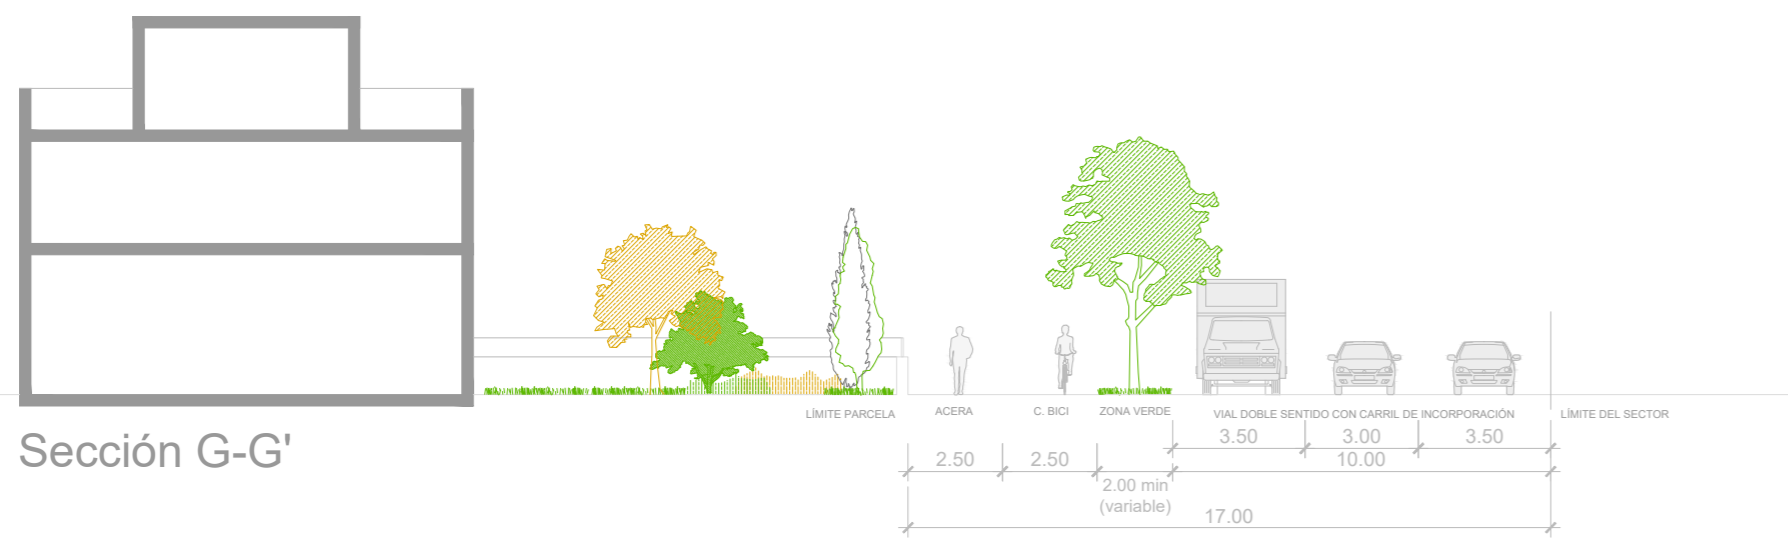 LÍMITE PARCELA
ACERA
C. BICI
ZONA VERDE
VIAL DOBLE SENTIDO CON CARRIL DE INCORPORACIÓN
LÍMITE DEL SECTOR
Sección G-G'
3.50
3.00
3.50
2.50
2.50
10.00
2.00 min
(variable)
17.00